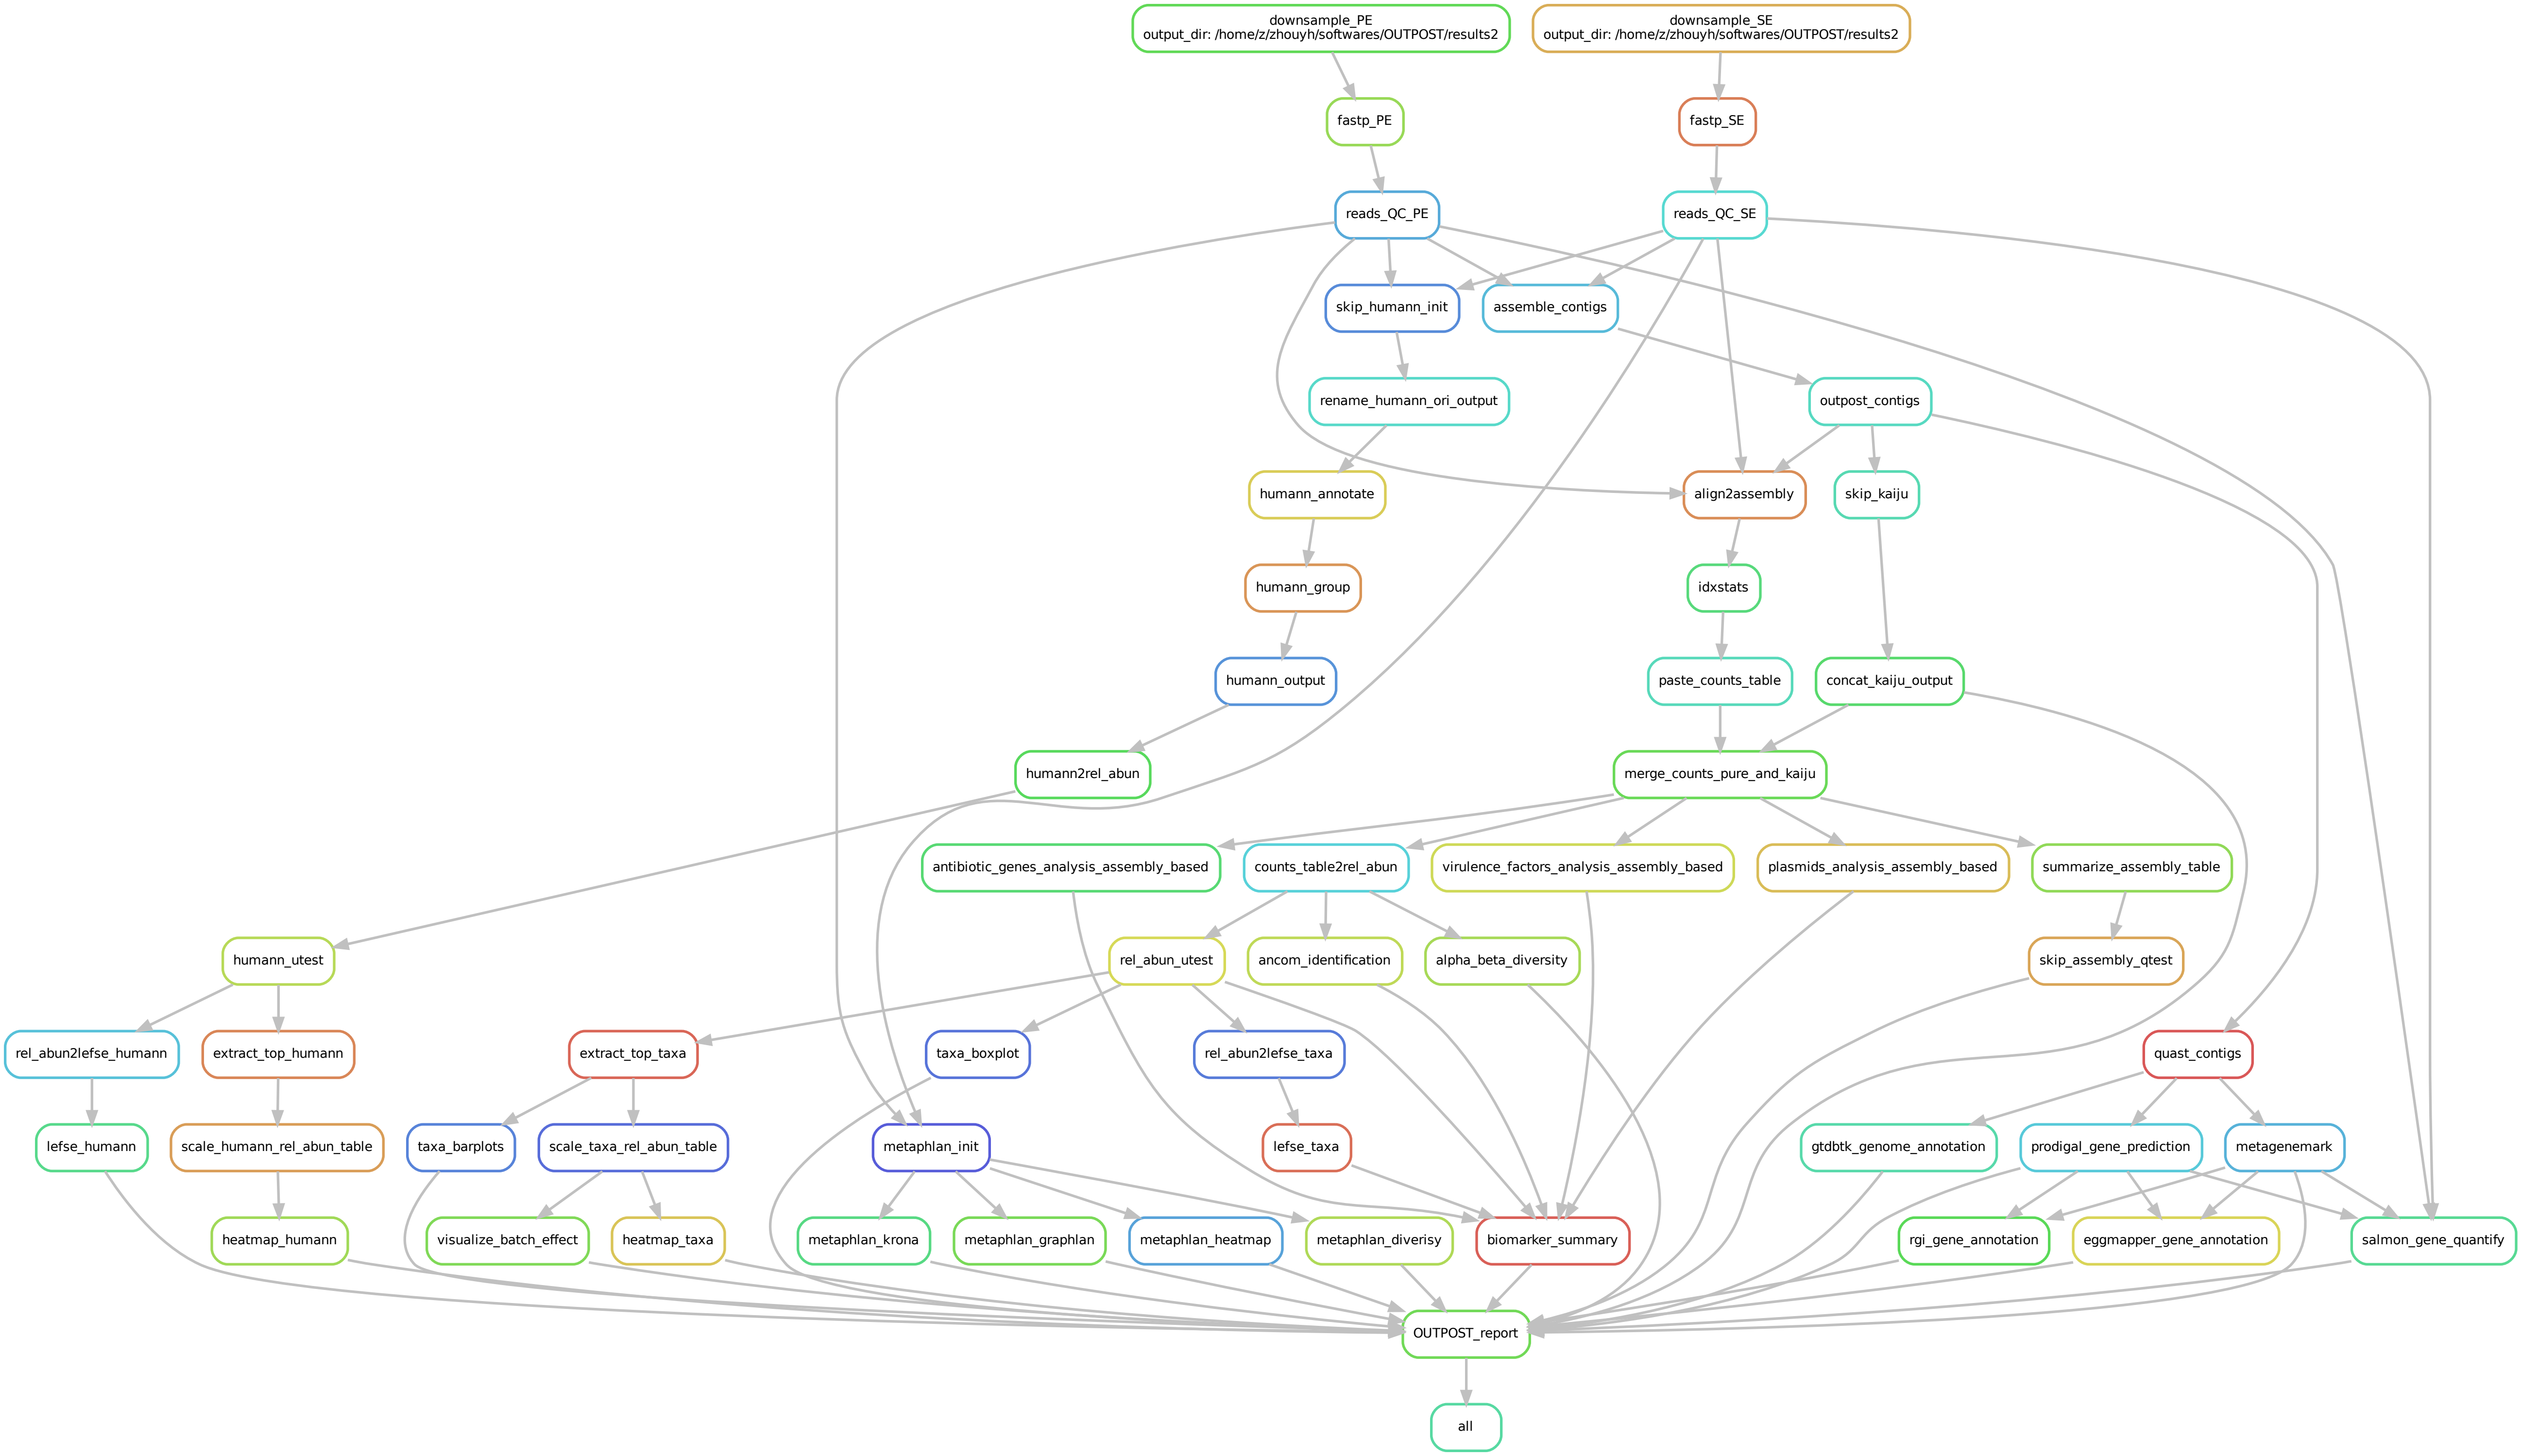 downsample_PE
output_dir: /home/z/zhouyh/softwares/OUTPOST/results2
downsample_SE
output_dir: /home/z/zhouyh/softwares/OUTPOST/results2
fastp_PE
fastp_SE
reads_QC_PE
reads_QC_SE
skip_humann_init
assemble_contigs
rename_humann_ori_output
outpost_contigs
humann_annotate
align2assembly
skip_kaiju
humann_group
idxstats
humann_output
paste_counts_table
concat_kaiju_output
humann2rel_abun
merge_counts_pure_and_kaiju
antibiotic_genes_analysis_assembly_based
counts_table2rel_abun
virulence_factors_analysis_assembly_based
plasmids_analysis_assembly_based
summarize_assembly_table
humann_utest
rel_abun_utest
ancom_identification
alpha_beta_diversity
skip_assembly_qtest
rel_abun2lefse_humann
extract_top_humann
extract_top_taxa
taxa_boxplot
rel_abun2lefse_taxa
quast_contigs
lefse_humann
scale_humann_rel_abun_table
taxa_barplots
scale_taxa_rel_abun_table
metaphlan_init
lefse_taxa
gtdbtk_genome_annotation
prodigal_gene_prediction
metagenemark
heatmap_humann
visualize_batch_effect
heatmap_taxa
metaphlan_krona
metaphlan_graphlan
metaphlan_heatmap
metaphlan_diverisy
biomarker_summary
rgi_gene_annotation
eggmapper_gene_annotation
salmon_gene_quantify
OUTPOST_report
all